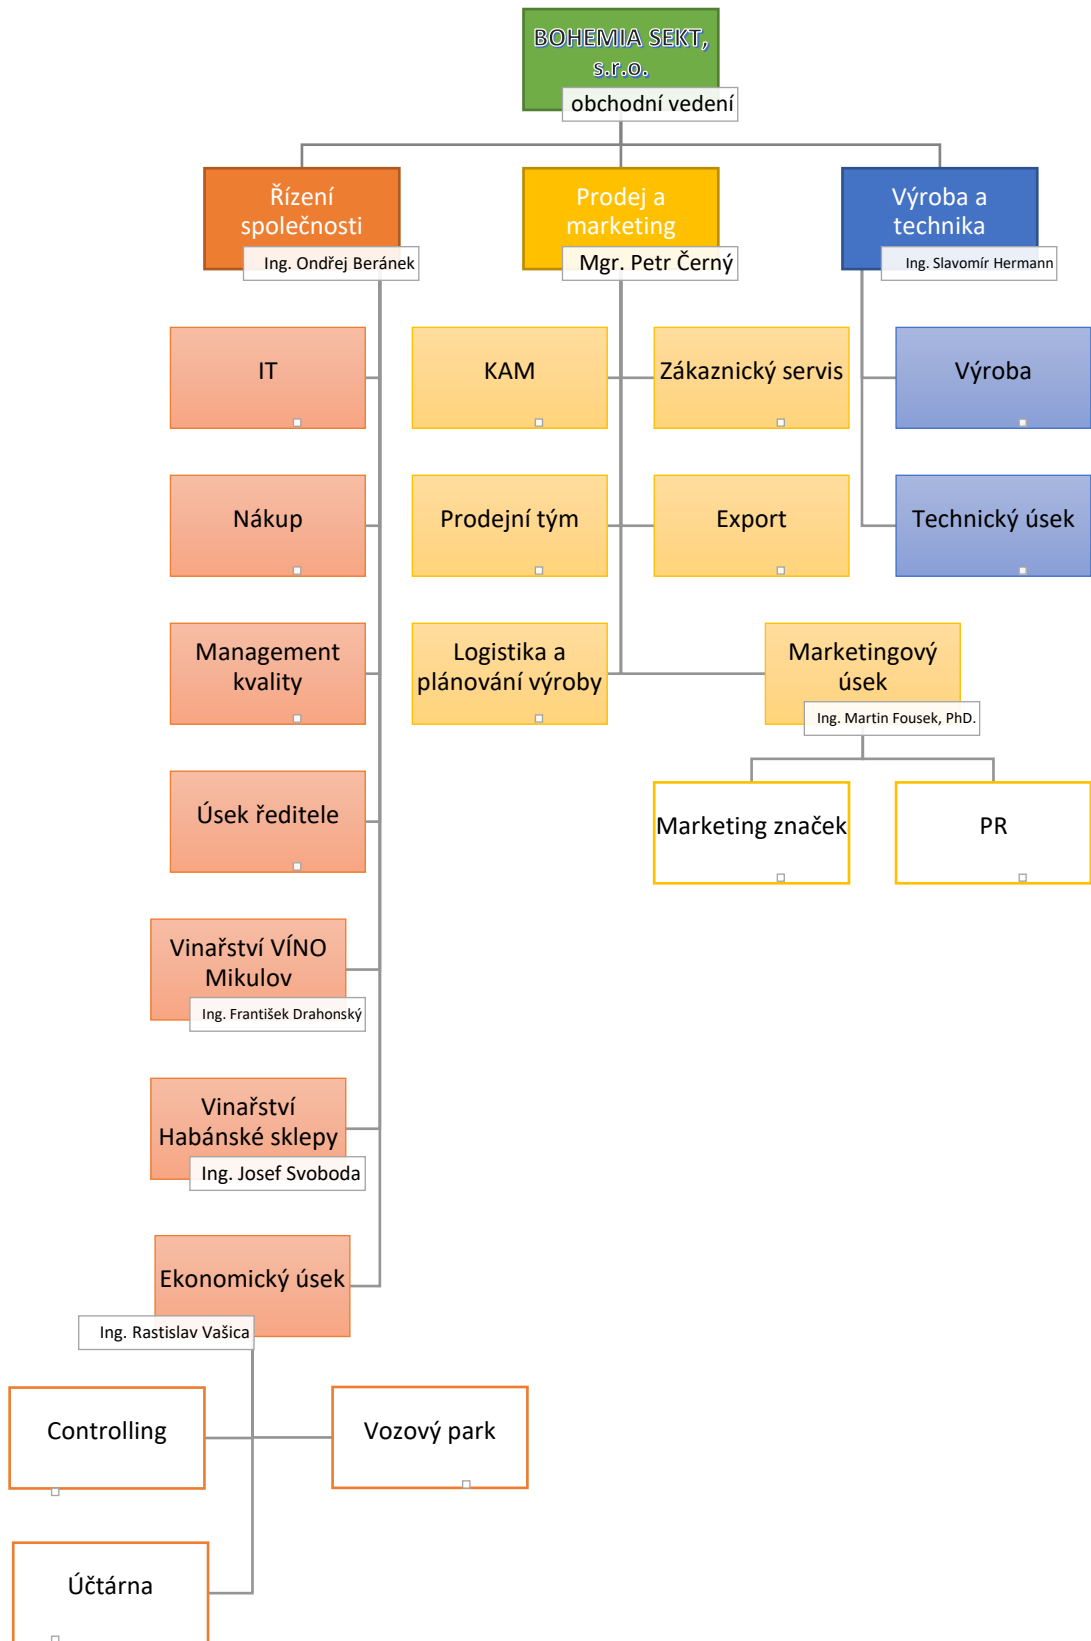 BOHEMIA SEKT,
s.r.o.
obchodní vedení
Řízení
společnosti
Ing. Ondřej Beránek
Prodej a
marketing
Mgr. Petr Černý
Výroba a
technika
Ing. Slavomír Hermann
IT
KAM
Zákaznický servis
Výroba
Nákup
Prodejní tým
Export
Technický úsek
Management
kvality
Logistika a
plánování výroby
Marketingový
úsek
Ing. Martin Fousek, PhD.
Úsek ředitele
Marketing značek
PR
Vinařství VÍNO
Mikulov
Ing. František Drahonský
Vinařství
Habánské sklepy
Ing. Josef Svoboda
Ekonomický úsek
Ing. Rastislav Vašica
Controlling
Vozový park
Účtárna